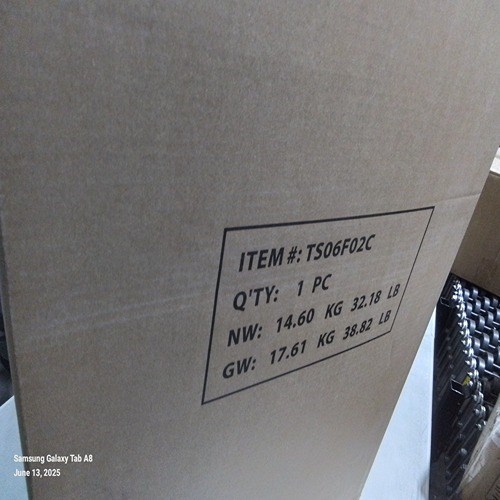 ITEM #: TS06F02C
Q'TY: 1 PC
NW: 14.60 KG 32.18 LB
GW: 17.61 KG 38.82 LB
Samsung Galaxy Tab A8
June 13, 2025